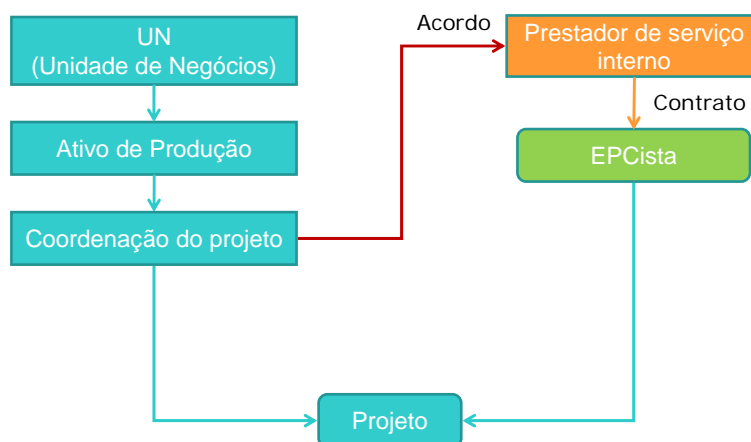 UN
(Unidade de Negócios)
Acordo
Prestador de serviço
interno
Contrato
Ativo de Produção
EPCista
Coordenação do projeto
Projeto